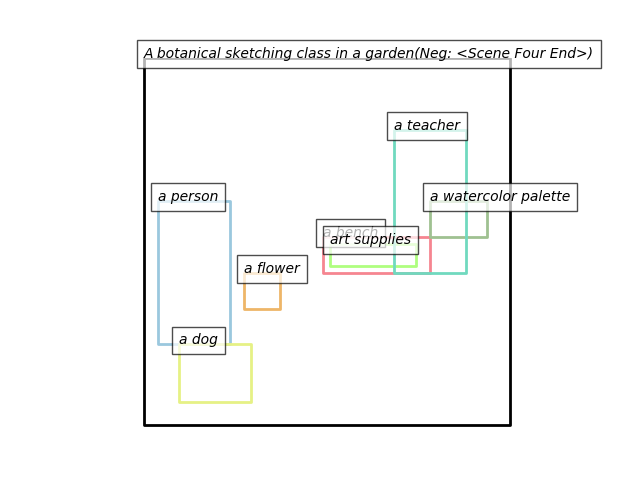 A botanical sketching class in a garden(Neg: <Scene Four End>)
a teacher
a person
a watercolor palette
a bench
art supplies
a flower
a dog